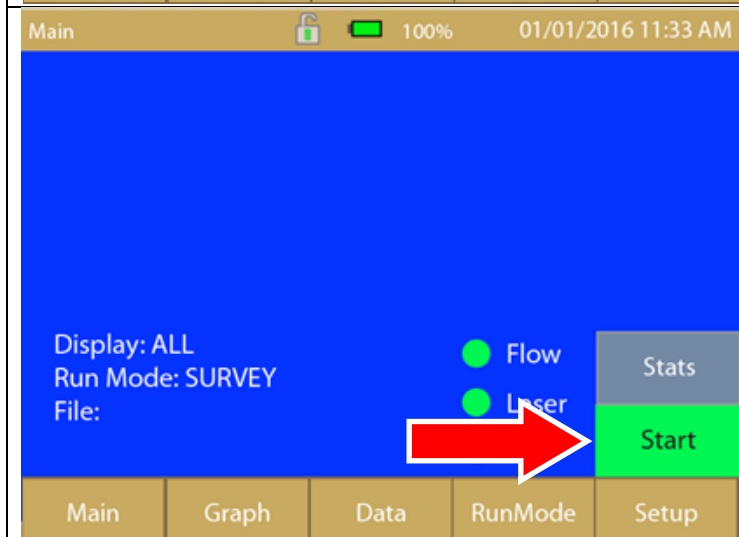 Main 100% 01/01/2016 11:33 AM
Display: ALL
Run Mode: SURVEY
File:
Flow
Laser
Stats
Start
Main Graph Data RunMode Setup